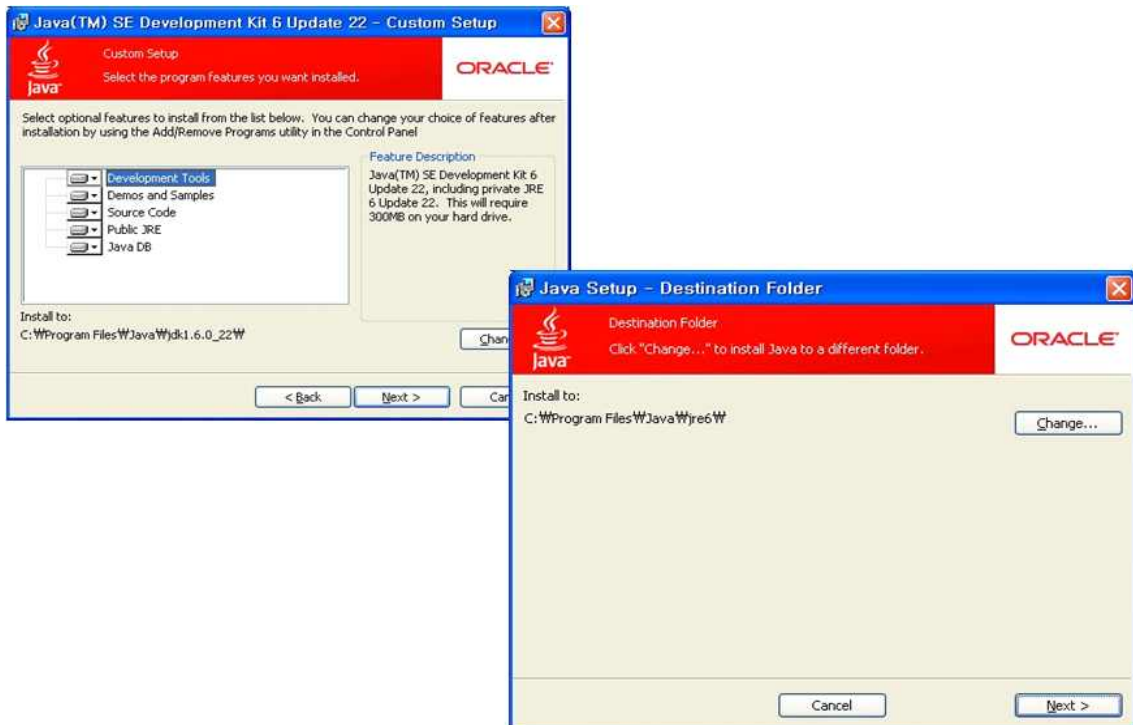 Java(TM) SE Development Kit 6 Update 22 - Custom Setup
Custom Setup
Select the program features you want installed.
Java
ORACLE
Select optional features to install from the list below. You can change your choice of features after
installation by using the Add/Remove Programs utility in the Control Panel
Development Tools
Demos and Samples
Source Code
Public JRE
Java DB
Feature Description
Java(TM) SE Development Kit 6
Update 22, including private JRE
6 Update 22. This will require
300MB on your hard drive.
Install to:
C:₩Program Files₩Java₩jdk1.6.0_22₩
< Back
Next >
Java Setup - Destination Folder
Destination Folder
Click "Change..." to install Java to a different folder.
Java
ORACLE
Install to:
C:₩Program Files₩Java₩jre6₩
Change...
Cancel
Next >